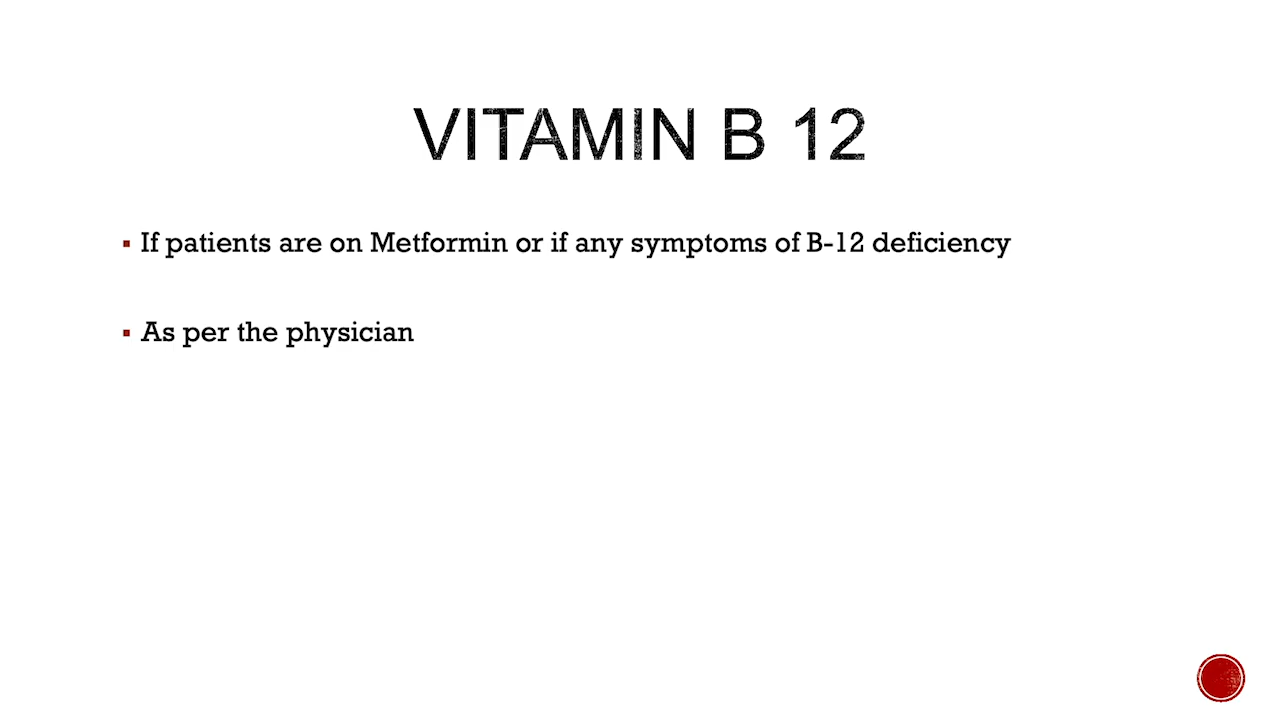 VITAMIN B 12
▪ If patients are on Metformin or if any symptoms of B-12 deficiency
▪ As per the physician